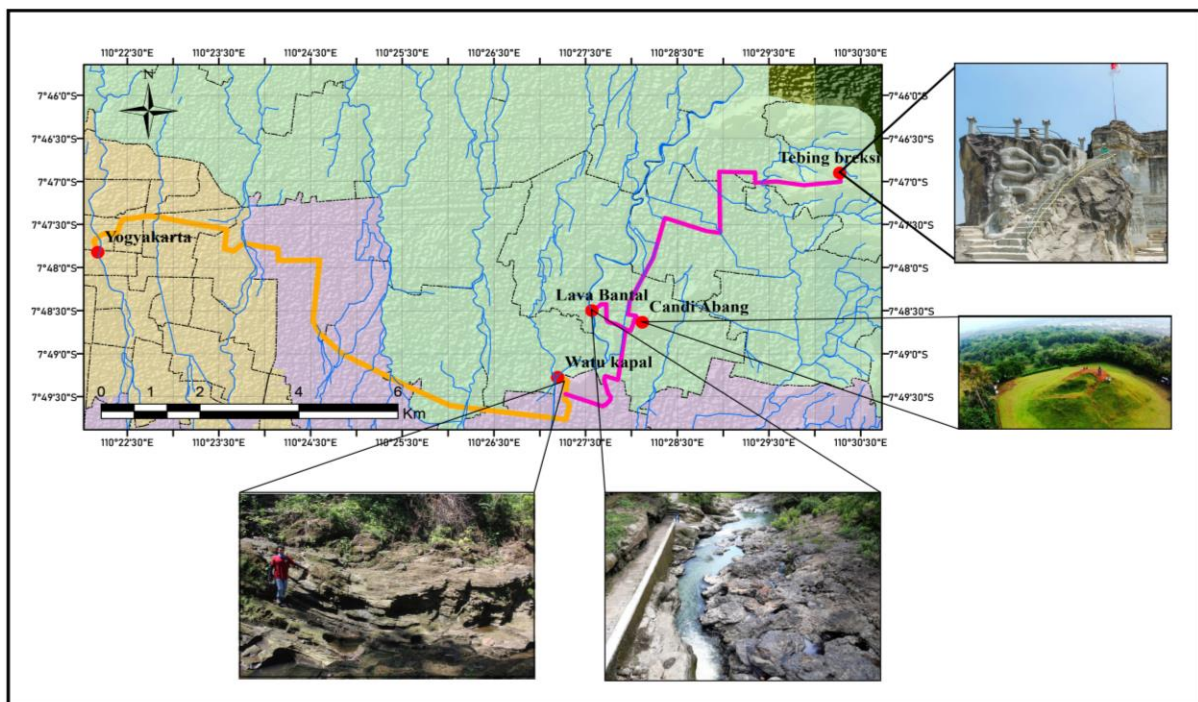 110°22'30"E 110°23'30"E 110°24'30"E 110°25'30"E 110°26'30"E 110°27'30"E 110°28'30"E 110°29'30"E 110°30'30"E
N
7°46'0"S 7°46'0"S
7°46'30"S 7°46'30"S
Tebing breksi
7°47'0"S 7°47'0"S
7°47'30"S 7°47'30"S
Yogyakarta
7°48'0"S 7°48'0"S
Lava Bantal Candi Abang
7°48'30"S 7°48'30"S
7°49'0"S 7°49'0"S
Watu kapal
7°49'30"S 7°49'30"S
0 1 2 4 6
Km
110°22'30"E 110°23'30"E 110°24'30"E 110°25'30"E 110°26'30"E 110°27'30"E 110°28'30"E 110°29'30"E 110°30'30"E